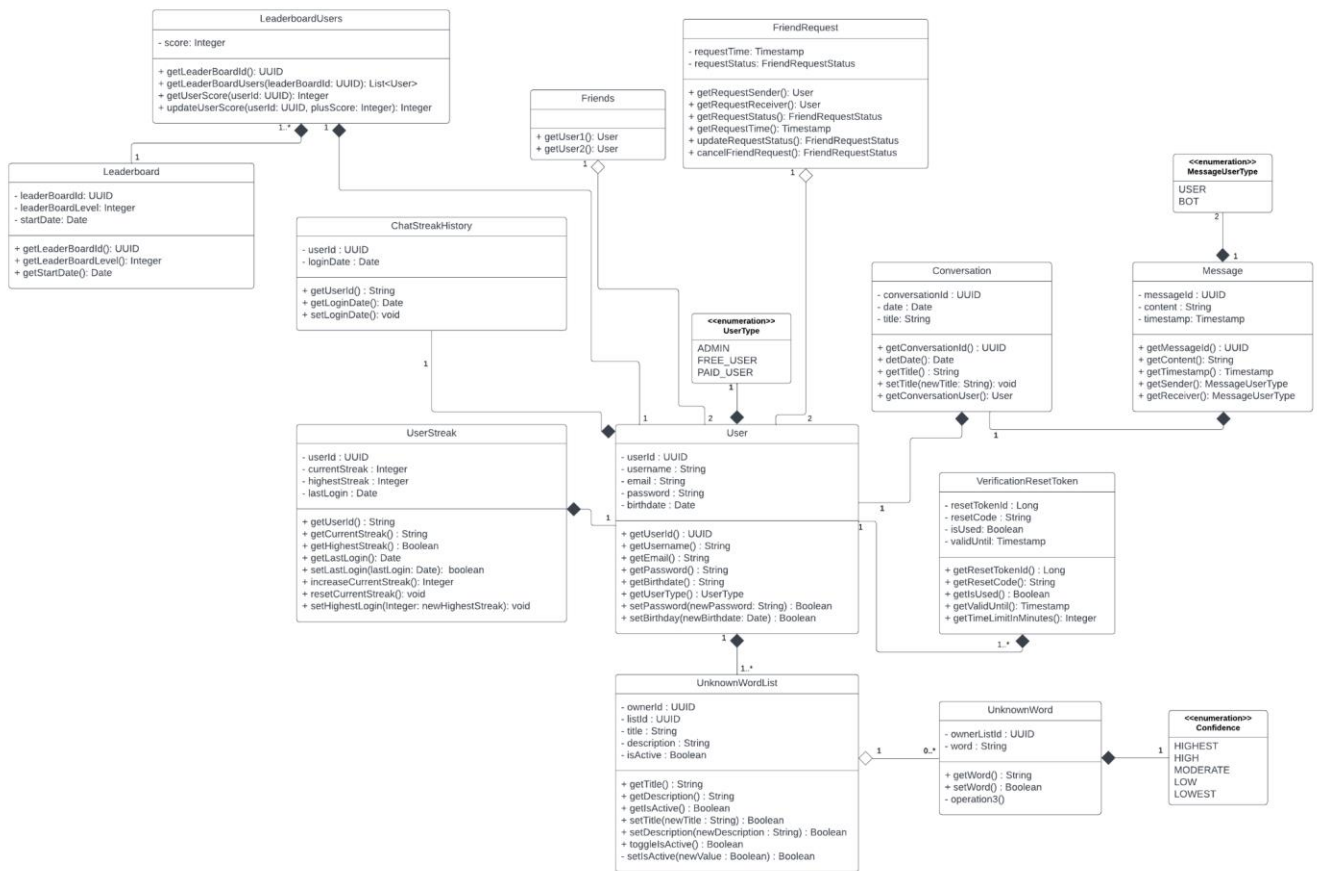 LeaderboardUsers
- score: Integer
+ getLeaderBoardId(): UUID
+ getLeaderBoardUsers(leaderBoardId: UUID): List<User>
+ getUserScore(userId: UUID): Integer
+ updateUserScore(userId: UUID, plusScore: Integer): Integer
1..*
1
1
Leaderboard
- leaderBoardId: UUID
- leaderBoardLevel: Integer
- startDate: Date
+ getLeaderBoardId(): UUID
+ getLeaderBoardLevel(): Integer
+ getStartDate(): Date
Friends
+ getUser1(): User
+ getUser2(): User
1
FriendRequest
- requestTime: Timestamp
- requestStatus: FriendRequestStatus
+ getRequestSender(): User
+ getRequestReceiver(): User
+ getRequestStatus(): FriendRequestStatus
+ getRequestTime(): Timestamp
+ updateRequestStatus(): FriendRequestStatus
+ cancelFriendRequest(): FriendRequestStatus
1
<<enumeration>>
MessageUserType
USER
BOT
2
1
ChatStreakHistory
- userId : UUID
- loginDate : Date
+ getUserId() : String
+ getLoginDate(): Date
+ setLoginDate(): void
1
<<enumeration>>
UserType
ADMIN
FREE_USER
PAID_USER
1
Conversation
- conversationId : UUID
- date : Date
- title: String
+ getConversationId() : UUID
+ detDate(): Date
+ getTitle() : String
+ setTitle(newTitle: String): void
+ getConversationUser(): User
1
Message
- messageId : UUID
- content : String
- timestamp: Timestamp
+ getMessageId() : UUID
+ getContent(): String
+ getTimestamp() : Timestamp
+ getSender(): MessageUserType
+ getReceiver(): MessageUserType
1
2
2
UserStreak
- userId : UUID
- currentStreak : Integer
- highestStreak : Integer
- lastLogin : Date
+ getUserId() : String
+ getCurrentStreak() : String
+ getHighestStreak() : Boolean
+ getLastLogin(): Date
+ setLastLogin(lastLogin: Date):  boolean
+ increaseCurrentStreak(): Integer
+ resetCurrentStreak(): void
+ setHighestLogin(Integer: newHighestStreak): void
1
User
- userId : UUID
- username : String
- email : String
- password : String
- birthdate : Date
+ getUserId() : UUID
+ getUsername() : String
+ getEmail() : String
+ getPassword() : String
+ getBirthdate() : String
+ getUserType() : UserType
+ setPassword(newPassword: String) : Boolean
+ setBirthday(newBirthdate: Date) : Boolean
1
1
1
VerificationResetToken
- resetTokenId : Long
- resetCode : String
- isUsed: Boolean
- validUntil: Timestamp
+ getResetTokenId() : Long
+ getResetCode(): String
+ getIsUsed() : Boolean
+ getValidUntil(): Timestamp
+ getTimeLimitInMinutes(): Integer
1..*
1..*
UnknownWordList
- ownerId : UUID
- listId : UUID
- title : String
- description : String
- isActive : Boolean
+ getTitle() : String
+ getDescription() : String
+ getIsActive() : Boolean
+ setTitle(newTitle : String) : Boolean
+ setDescription(newDescription : String) : Boolean
+ toggleIsActive() : Boolean
- setIsActive(newValue : Boolean) : Boolean
1
0..*
UnknownWord
- ownerListId : UUID
- word : String
+ getWord() : String
+ setWord() : Boolean
- operation3()
1
<<enumeration>>
Confidence
HIGHEST
HIGH
MODERATE
LOW
LOWEST